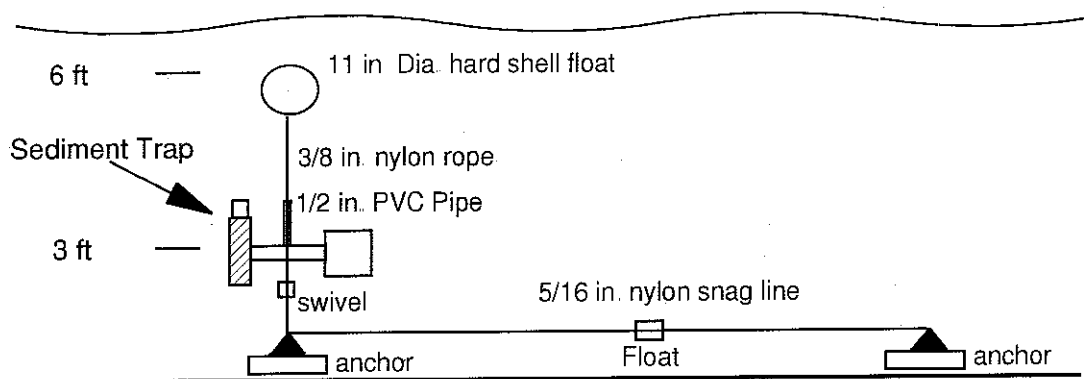 6 ft
11 in. Dia. hard shell float
Sediment Trap
3/8 in. nylon rope
1/2 in. PVC Pipe
3 ft
swivel
5/16 in. nylon snag line
Float
anchor
anchor